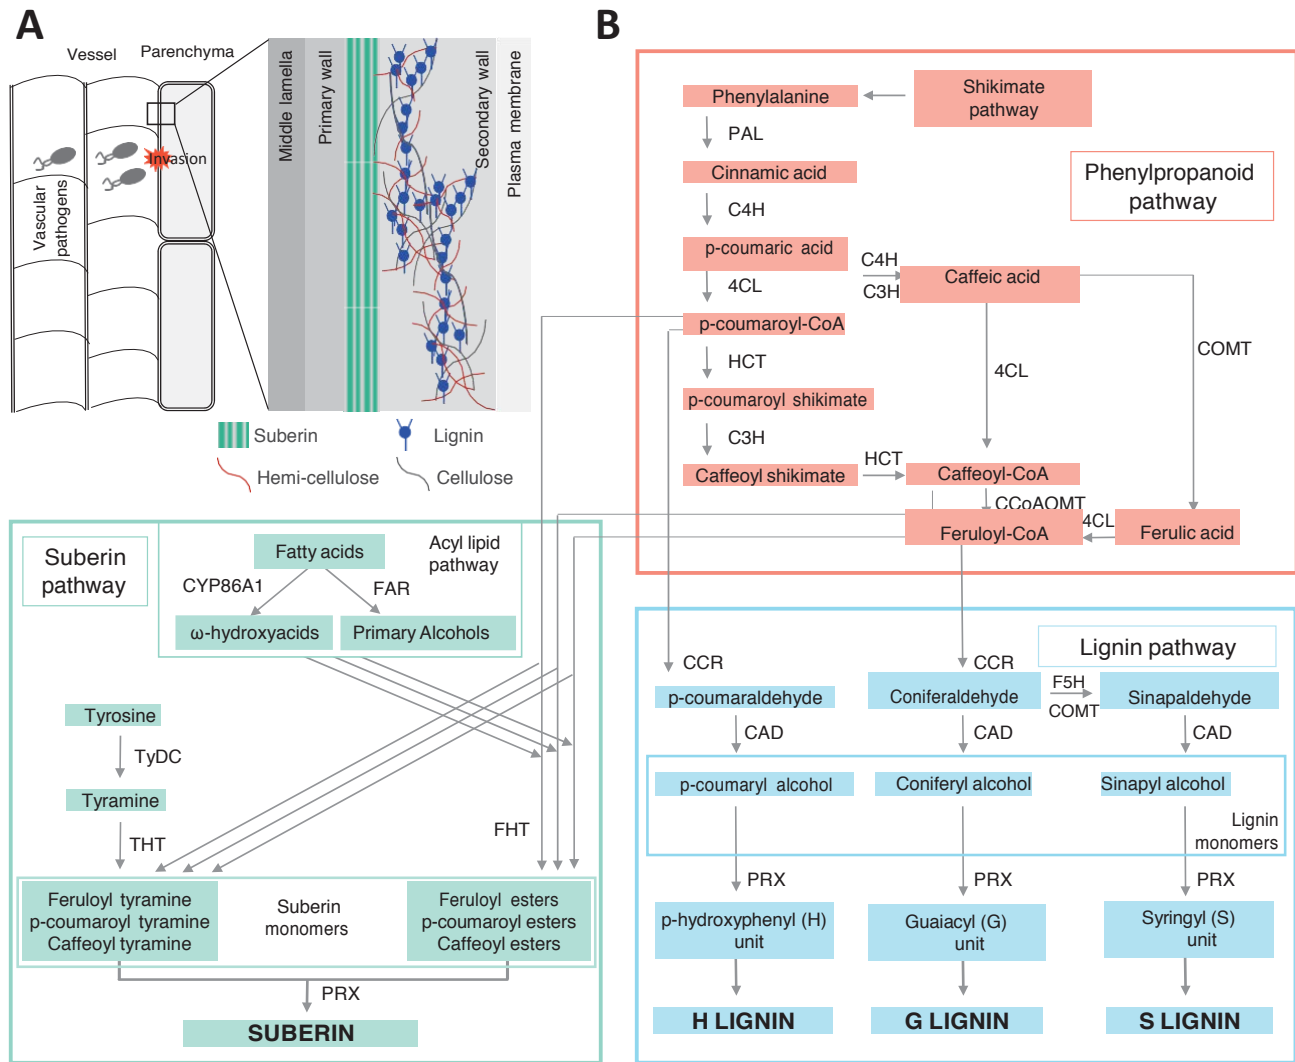 A
Vessel
Parenchyma
Invasion
Vascular
pathogens
Middle lamella
Primary wall
Secondary wall
Plasma membrane
Suberin
Lignin
Hemi-cellulose
Cellulose
B
Shikimate
pathway
Phenylalanine
PAL
Phenylpropanoid
pathway
Cinnamic acid
C4H
p-coumaric acid
C4H
C3H
Caffeic acid
4CL
p-coumaroyl-CoA
HCT
4CL
COMT
p-coumaroyl shikimate
C3H
Caffeoyl shikimate
HCT
Caffeoyl-CoA
CCoAOMT
Feruloyl-CoA
4CL
Ferulic acid
Suberin
pathway
Fatty acids
Acyl lipid
pathway
CYP86A1
FAR
ω-hydroxyacids
Primary Alcohols
Tyrosine
TyDC
Tyramine
THT
FHT
Feruloyl tyramine
p-coumaroyl tyramine
Caffeoyl tyramine
Suberin
monomers
Feruloyl esters
p-coumaroyl esters
Caffeoyl esters
PRX
SUBERIN
Lignin pathway
CCR
CCR
p-coumaraldehyde
Coniferaldehyde
F5H
COMT
Sinapaldehyde
CAD
CAD
CAD
p-coumaryl alcohol
Coniferyl alcohol
Sinapyl alcohol
Lignin
monomers
PRX
PRX
PRX
p-hydroxyphenyl (H)
unit
Guaiacyl (G)
unit
Syringyl (S)
unit
H LIGNIN
G LIGNIN
S LIGNIN